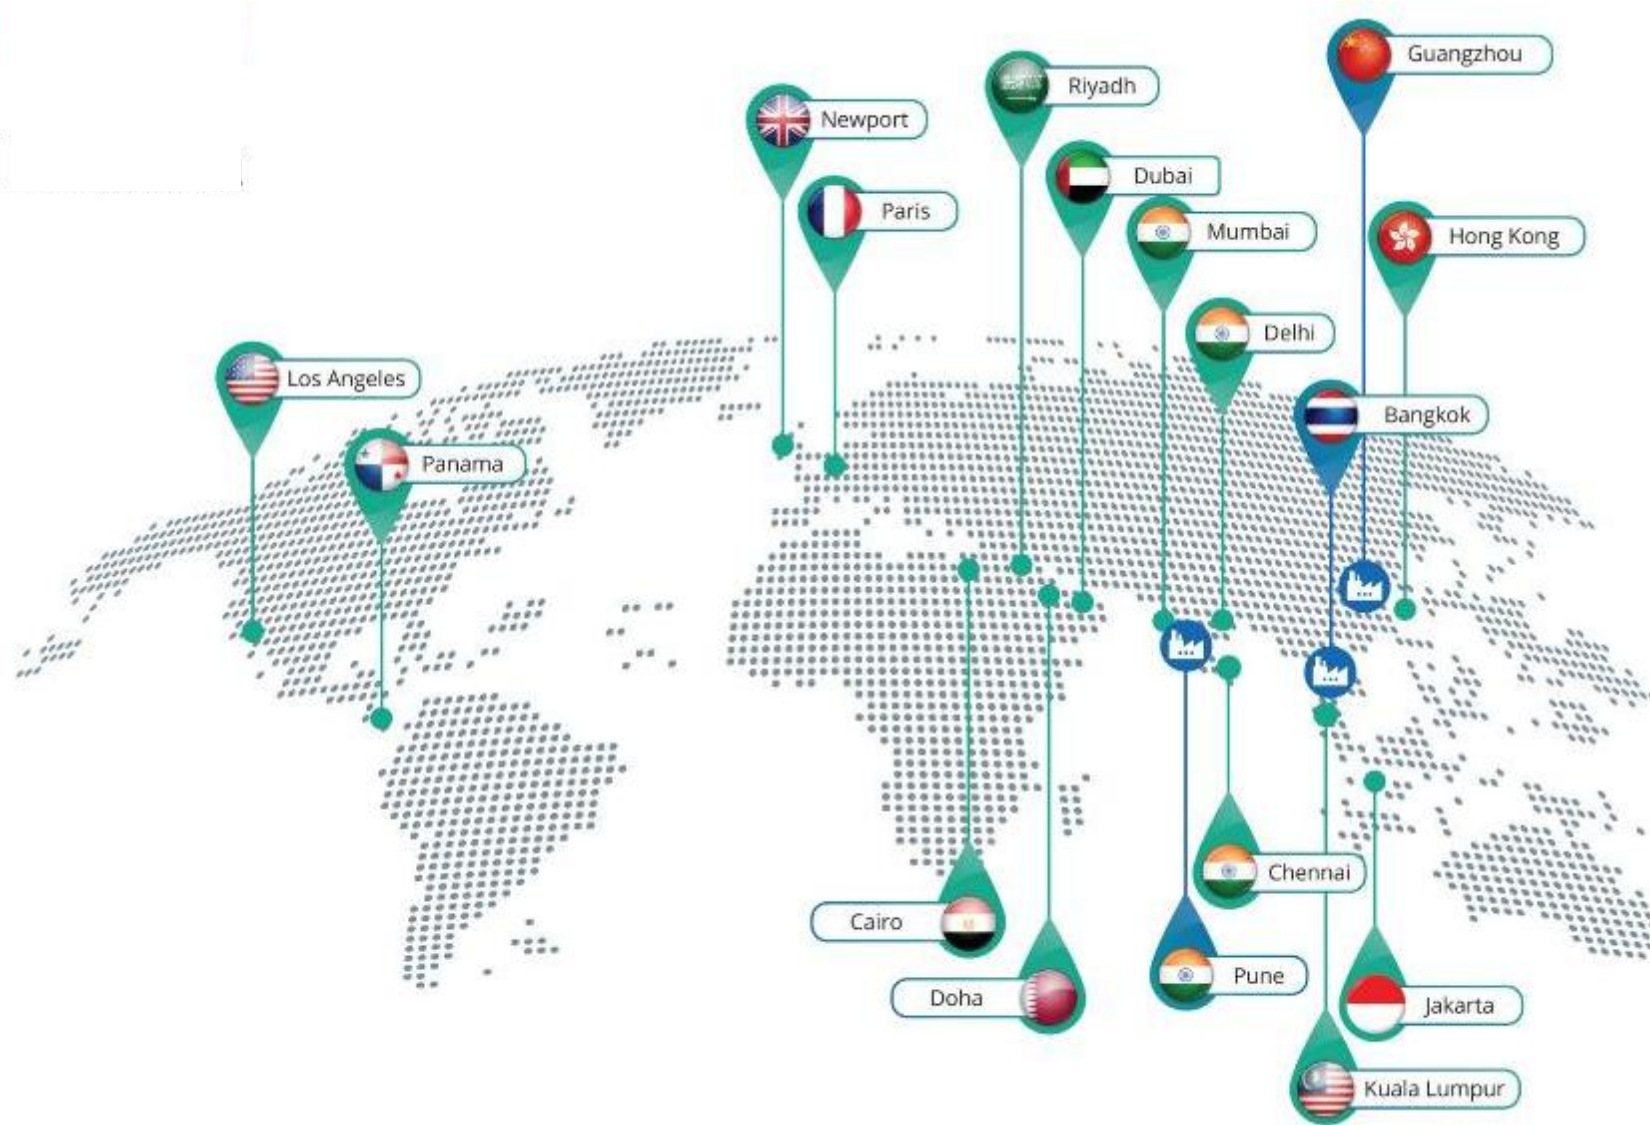 Guangzhou
Riyadh
Newport
Dubai
Paris
Mumbai
Hong Kong
Delhi
Los Angeles
Bangkok
Panama
Chennai
Cairo
Pune
Doha
Jakarta
Kuala Lumpur